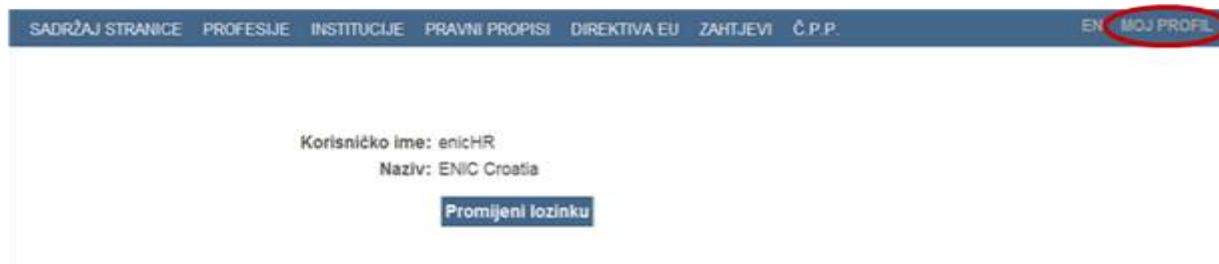 SADRŽAJ STRANICE PROFESIJE INSTITUCIJE PRAVNI PROPISI DIREKTIVA EU ZAHTJEVI Č.P.P. EN MOJ PROFIL
Korisničko ime: enicHR
Naziv: ENIC Croatia
Promijeni lozinku